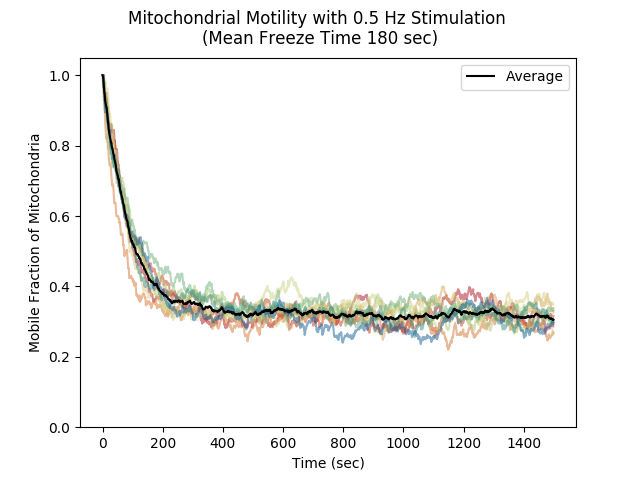 Mitochondrial Motility with 0.5 Hz Stimulation
(Mean Freeze Time 180 sec)
Average
Mobile Fraction of Mitochondria
1.0
0.8
0.6
0.4
0.2
0.0
0 200 400 600 800 1000 1200 1400
Time (sec)